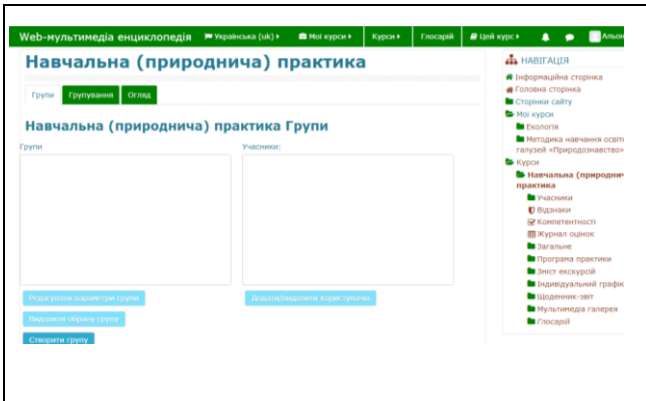 Web-мультимедіа енциклопедія Українська (uk) Мої курси Курси Глосарій Цей курс Альон
Навчальна (природнича) практика
Групи Групування Огляд
Навчальна (природнича) практика Групи
Групи Учасники:
Редагувати параметри групи Додати/видалити користувачів
Видалити обрану групу
Створити групу
НАВІГАЦІЯ
Інформаційна сторінка
Головна сторінка
Сторінки сайту
Мої курси
Екологія
Методика навчання освітн
галузей «Природознавство»
Курси
Навчальна (природнич
практика
Учасники
Відзнаки
Компетентності
Журнал оцінок
Загальне
Програма практики
Зміст екскурсій
Індивідуальний графік
Щоденник-звіт
Мультимедіа галерея
Глосарій